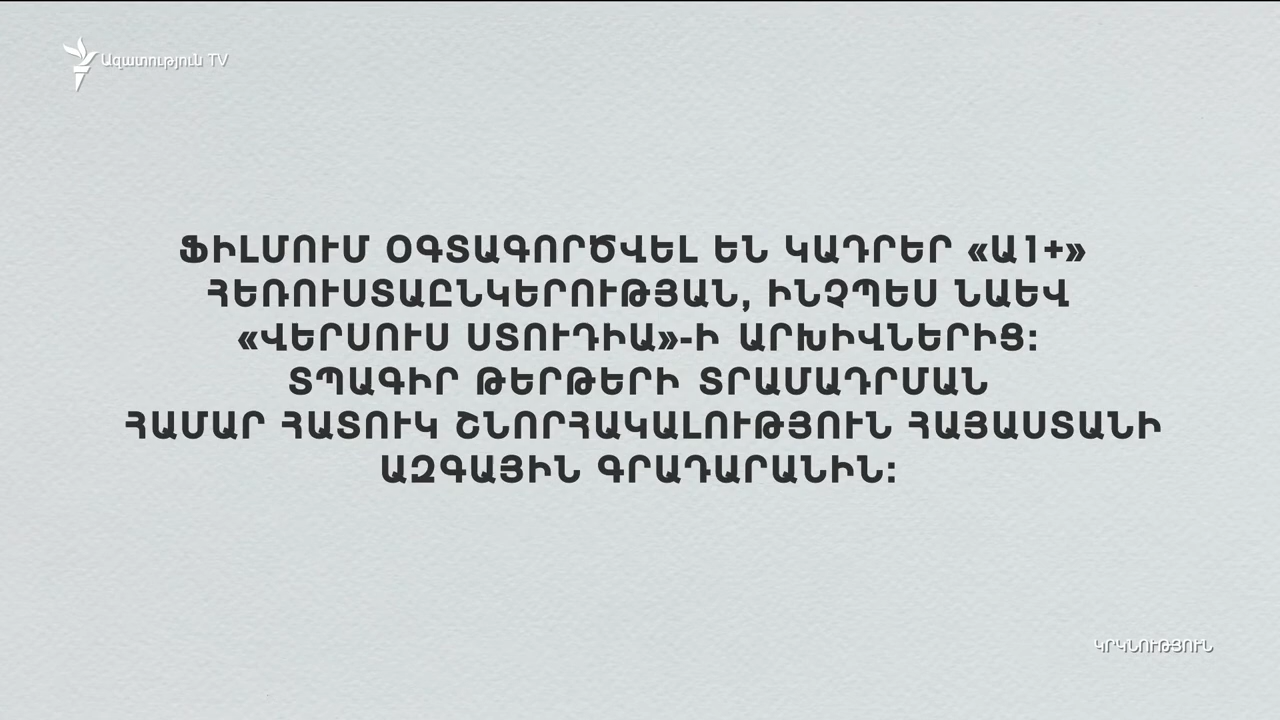 Ազատություն TV
ՖԻԼՄՈՒՄ ՕԳՏԱԳՈՐԾՎԵԼ ԵՆ ԿԱԴՐԵՐ «Ա1+»
ՀԵՌՈՒՍՏԱԸՆԿԵՐՈՒԹՅԱՆ, ԻՆՉՊԵՍ ՆԱԵՎ
«ՎԵՐՍՈՒՍ ՍՏՈՒԴԻԱ»-Ի ԱՐԽԻՎՆԵՐԻՑ:
ՏՊԱԳԻՐ ԹԵՐԹԵՐԻ ՏՐԱՄԱԴՐՄԱՆ
ՀԱՄԱՐ ՀԱՏՈՒԿ ՇՆՈՐՀԱԿԱԼՈՒԹՅՈՒՆ ՀԱՅԱՍՏԱՆԻ
ԱԶԳԱՅԻՆ ԳՐԱԴԱՐԱՆԻՆ:
ԿՐԿՆՈՒԹՅՈՒՆ